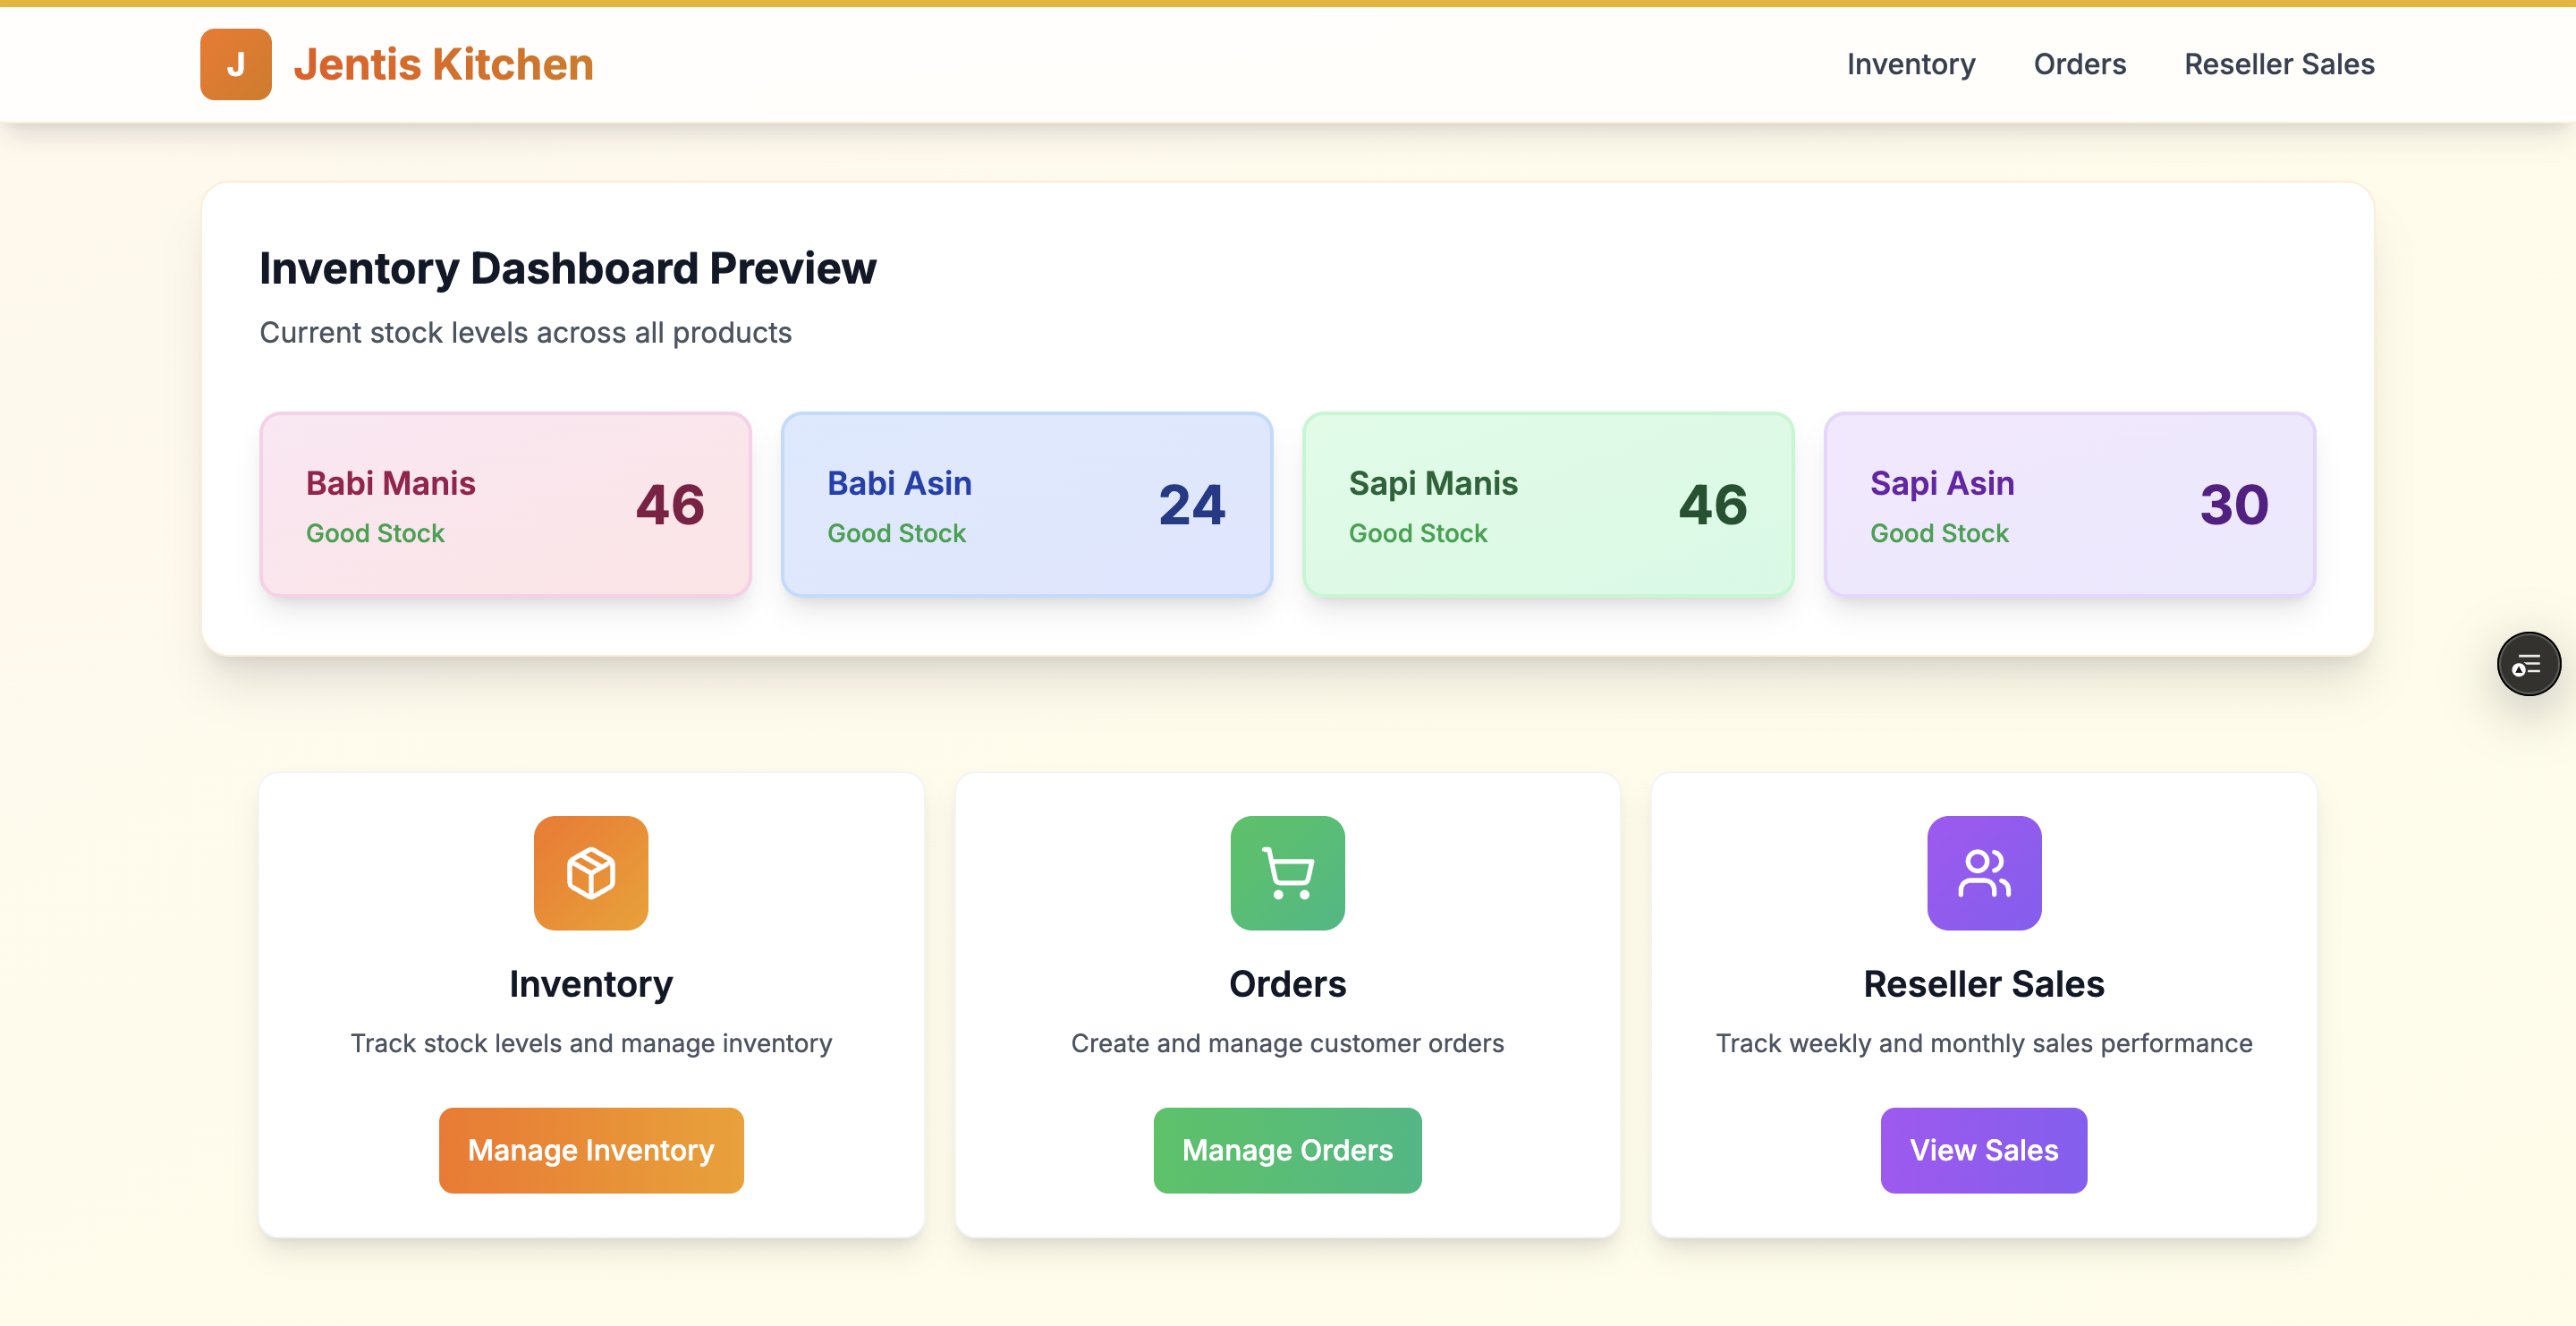 J
Jentis Kitchen
Inventory
Orders
Reseller Sales
Inventory Dashboard Preview
Current stock levels across all products
Babi Manis
Good Stock
46
Babi Asin
Good Stock
24
Sapi Manis
Good Stock
46
Sapi Asin
Good Stock
30
Inventory
Track stock levels and manage inventory
Manage Inventory
Orders
Create and manage customer orders
Manage Orders
Reseller Sales
Track weekly and monthly sales performance
View Sales